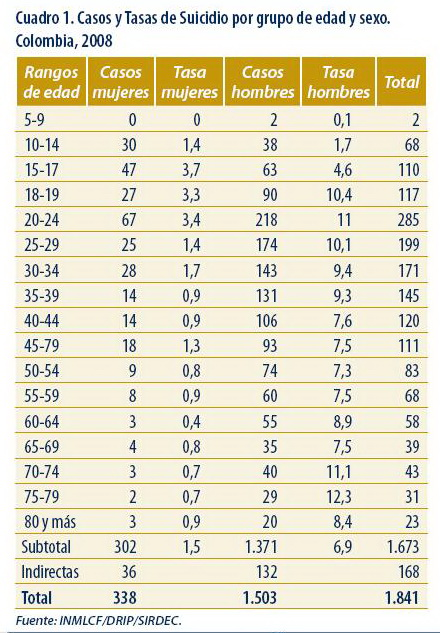 Cuadro 1. Casos y Tasas de Suicidio por grupo de edad y sexo.
Colombia, 2008
Rangos de edad Casos mujeres Tasa mujeres Casos hombres Tasa hombres Total
5-9 0 0 2 0,1 2
10-14 30 1,4 38 1,7 68
15-17 47 3,7 63 4,6 110
18-19 27 3,3 90 10,4 117
20-24 67 3,4 218 11 285
25-29 25 1,4 174 10,1 199
30-34 28 1,7 143 9,4 171
35-39 14 0,9 131 9,3 145
40-44 14 0,9 106 7,6 120
45-79 18 1,3 93 7,5 111
50-54 9 0,8 74 7,3 83
55-59 8 0,9 60 7,5 68
60-64 3 0,4 55 8,9 58
65-69 4 0,8 35 7,5 39
70-74 3 0,7 40 11,1 43
75-79 2 0,7 29 12,3 31
80 y más 3 0,9 20 8,4 23
Subtotal 302 1,5 1.371 6,9 1.673
Indirectas 36 132 168
Total 338 1.503 1.841
Fuente: INMLCF/DRIP/SIRDEC.